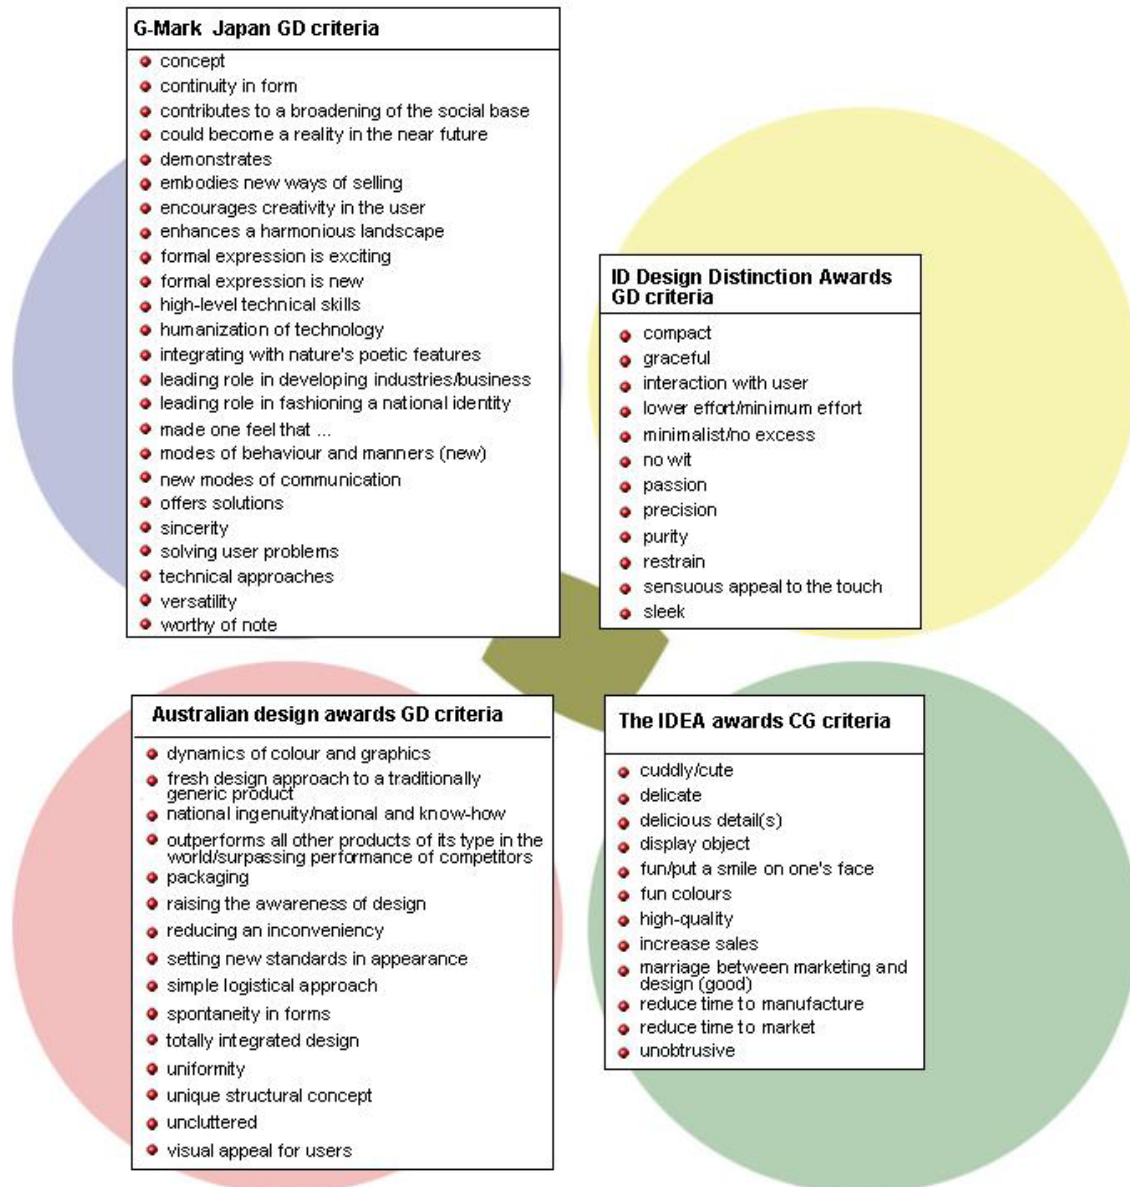 G-Mark Japan GD criteria
concept
continuity in form
contributes to a broadening of the social base
could become a reality in the near future
demonstrates
embodies new ways of selling
encourages creativity in the user
enhances a harmonious landscape
formal expression is exciting
formal expression is new
high-level technical skills
humanization of technology
integrating with nature's poetic features
leading role in developing industries/business
leading role in fashioning a national identity
made one feel that ...
modes of behaviour and manners (new)
new modes of communication
offers solutions
sincerity
solving user problems
technical approaches
versatility
worthy of note
ID Design Distinction Awards
GD criteria
compact
graceful
interaction with user
lower effort/minimum effort
minimalist/no excess
no wit
passion
precision
purity
restrain
sensuous appeal to the touch
sleek
Australian design awards GD criteria
dynamics of colour and graphics
fresh design approach to a traditionally
generic product
national ingenuity/national and know-how
outperforms all other products of its type in the
world/surpassing performance of competitors
packaging
raising the awareness of design
reducing an inconveniency
setting new standards in appearance
simple logistical approach
spontaneity in forms
totally integrated design
uniformity
unique structural concept
uncluttered
visual appeal for users
The IDEA awards CG criteria
cuddly/cute
delicate
delicious detail(s)
display object
fun/put a smile on one's face
fun colours
high-quality
increase sales
marriage between marketing and
design (good)
reduce time to manufacture
reduce time to market
unobtrusive